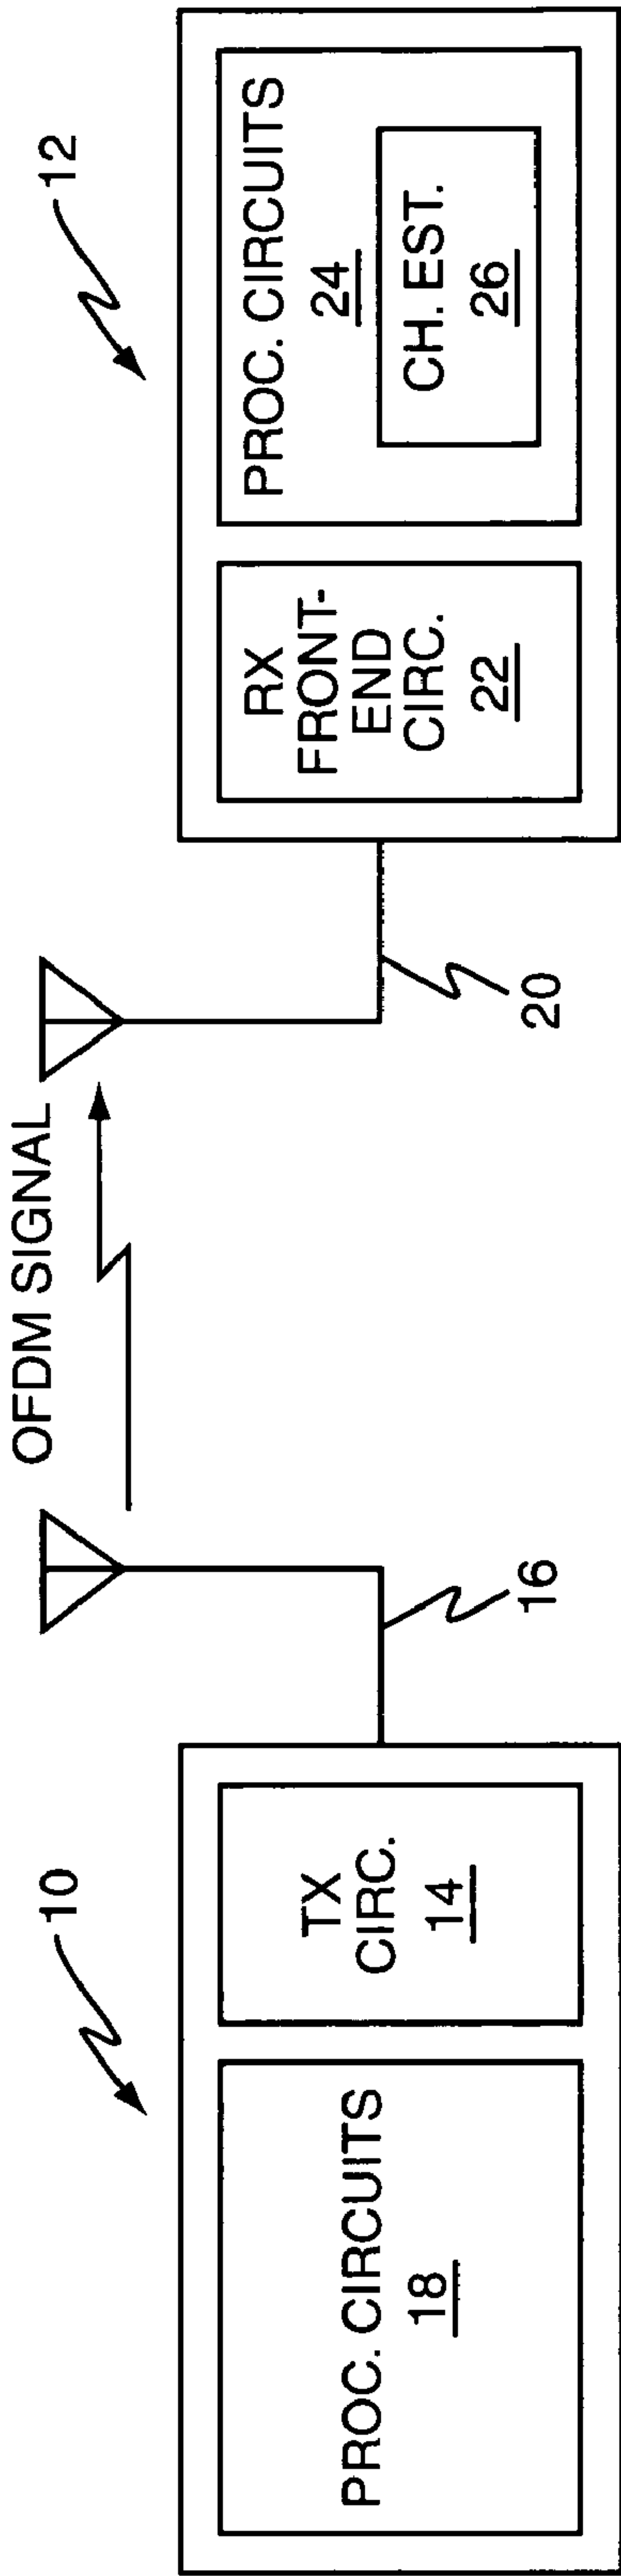 OFDM SIGNAL
10
PROC. CIRCUITS
18
TX
CIRC.
14
16
20
12
RX
FRONT-
END
CIRC.
22
PROC. CIRCUITS
24
CH. EST.
26